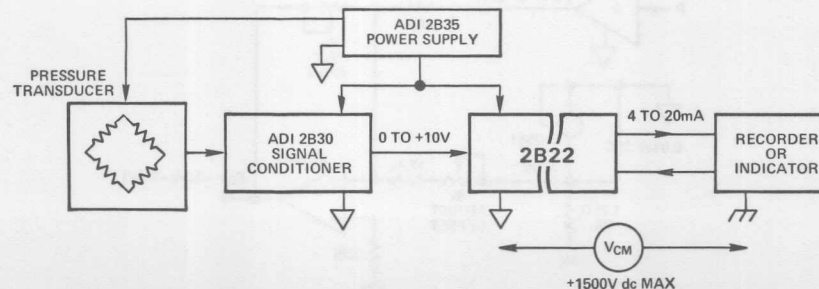 ADI 2B35
POWER SUPPLY
PRESSURE
TRANSDUCER
ADI 2B30
SIGNAL
CONDITIONER
0 TO +10V
2B22
4 TO 20mA
RECORDER
OR
INDICATOR
VCM
+1500V dc MAX